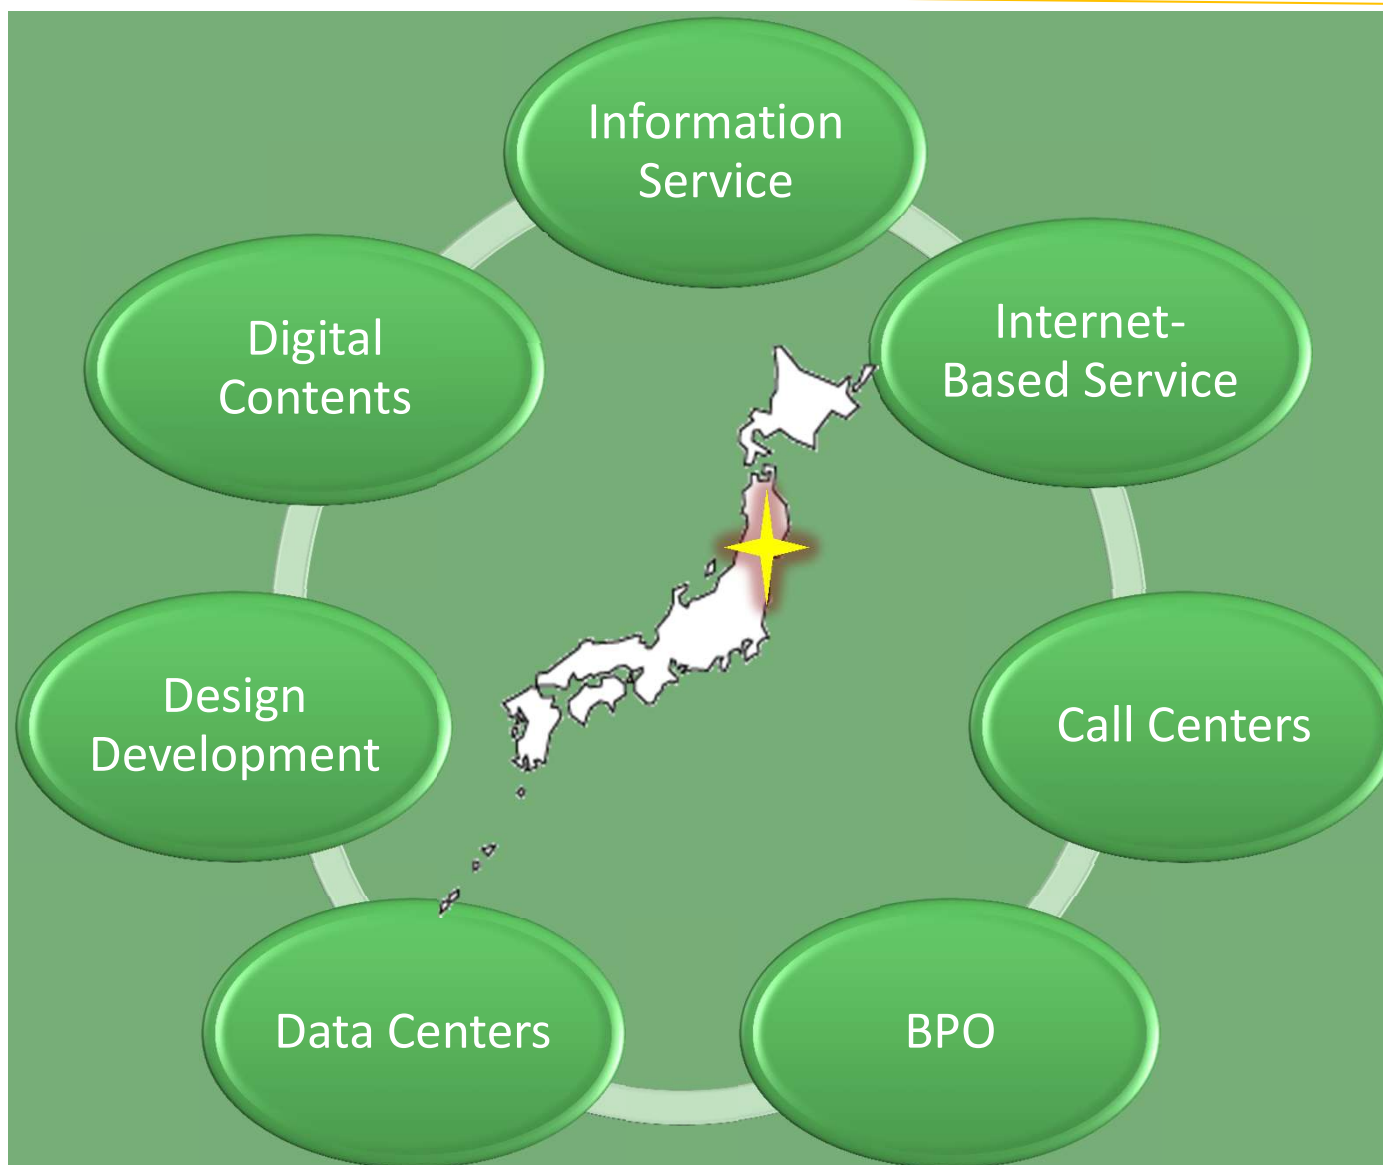 Information
Service
Internet-
Based Service
Call Centers
BPO
Data Centers
Design
Development
Digital
Contents